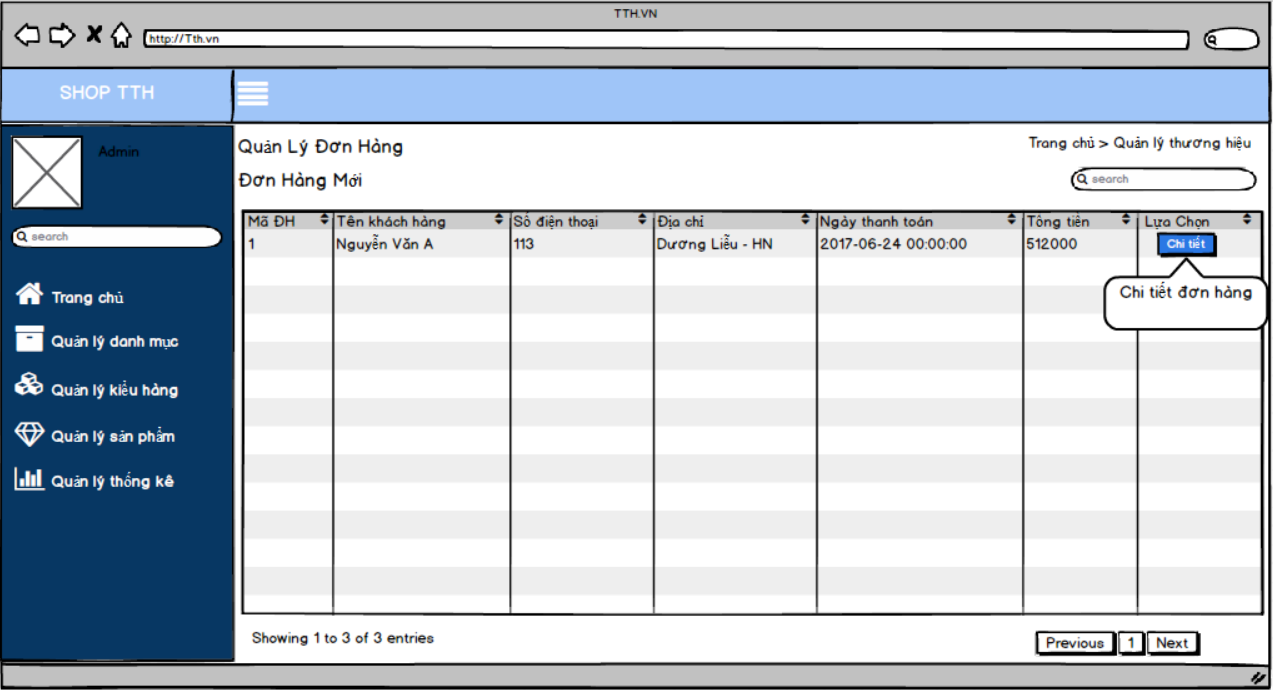 TTH.VN
http://Tth.vn
SHOP TTH
Admin
search
Trang chủ
Quản lý danh mục
Quản lý kiểu hàng
Quản lý sản phẩm
Quản lý thống kê
Quản Lý Đơn Hàng
Trang chủ > Quản lý thương hiệu
Đơn Hàng Mới
search
Mã ĐH Tên khách hàng Số điện thoại Địa chỉ Ngày thanh toán Tông tiền Lựa Chọn
1 Nguyễn Văn A 113 Dương Liễu - HN 2017-06-24 00:00:00 512000 Chi tiết
Chi tiết đơn hàng
Showing 1 to 3 of 3 entries
Previous 1 Next